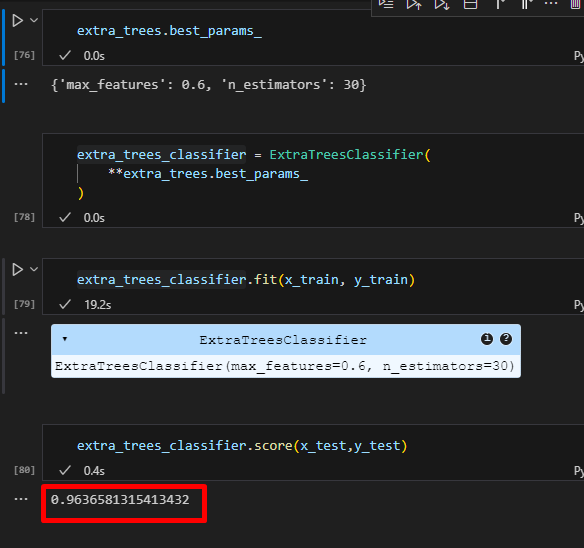 extra_trees.best_params_
[76]
0.0s
Py
{'max_features': 0.6, 'n_estimators': 30}
extra_trees_classifier = ExtraTreesClassifier(
**extra_trees.best_params_
)
[78]
0.0s
Py
extra_trees_classifier.fit(x_train, y_train)
[79]
19.2s
Py
ExtraTreesClassifier
ExtraTreesClassifier(max_features=0.6, n_estimators=30)
extra_trees_classifier.score(x_test,y_test)
[80]
0.4s
Py
0.9636581315413432